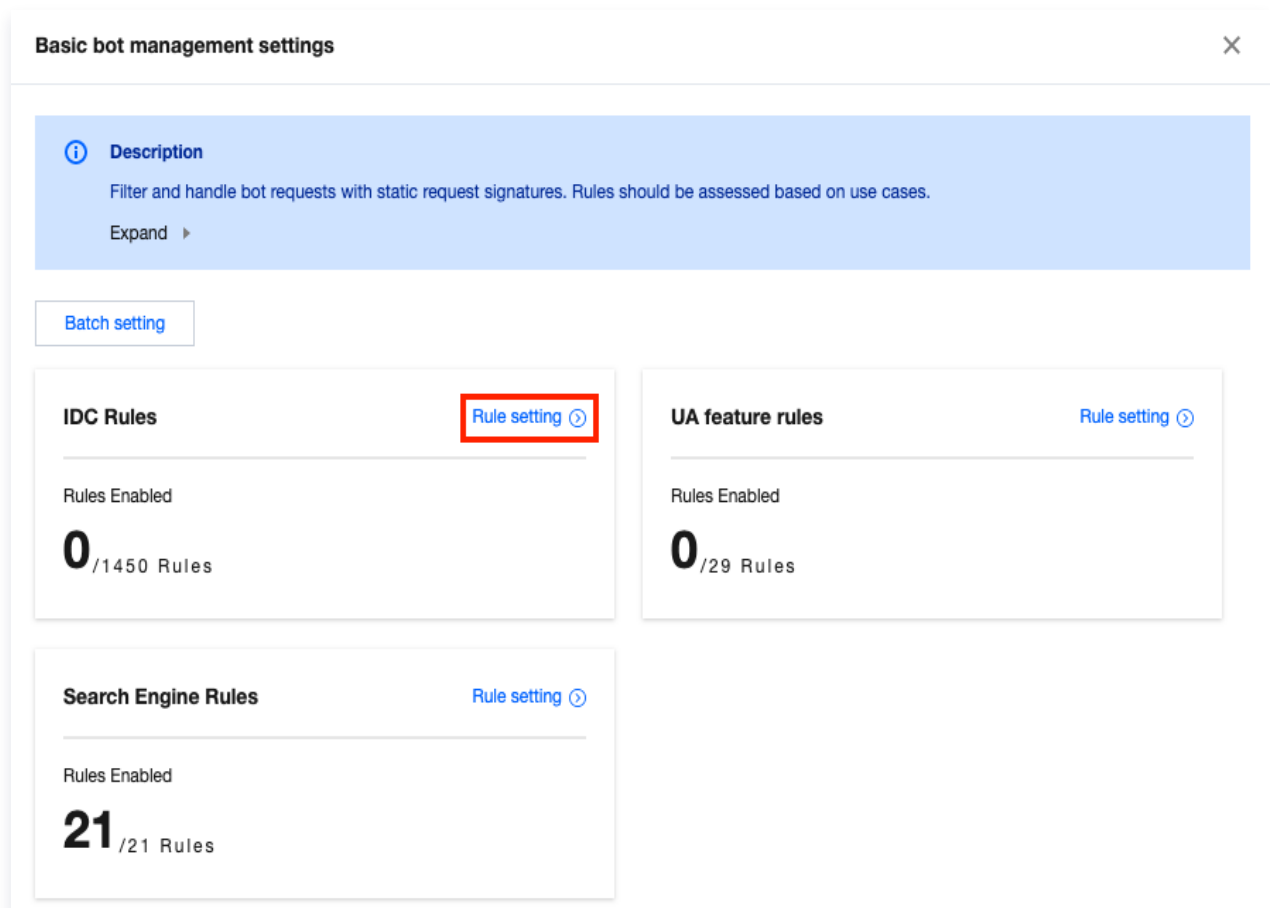 Basic bot management settings
Description
Filter and handle bot requests with static request signatures. Rules should be assessed based on use cases.
Expand
Batch setting
IDC Rules
Rule setting
Rules Enabled
0/1450 Rules
UA feature rules
Rule setting
Rules Enabled
0/29 Rules
Search Engine Rules
Rule setting
Rules Enabled
21/21 Rules